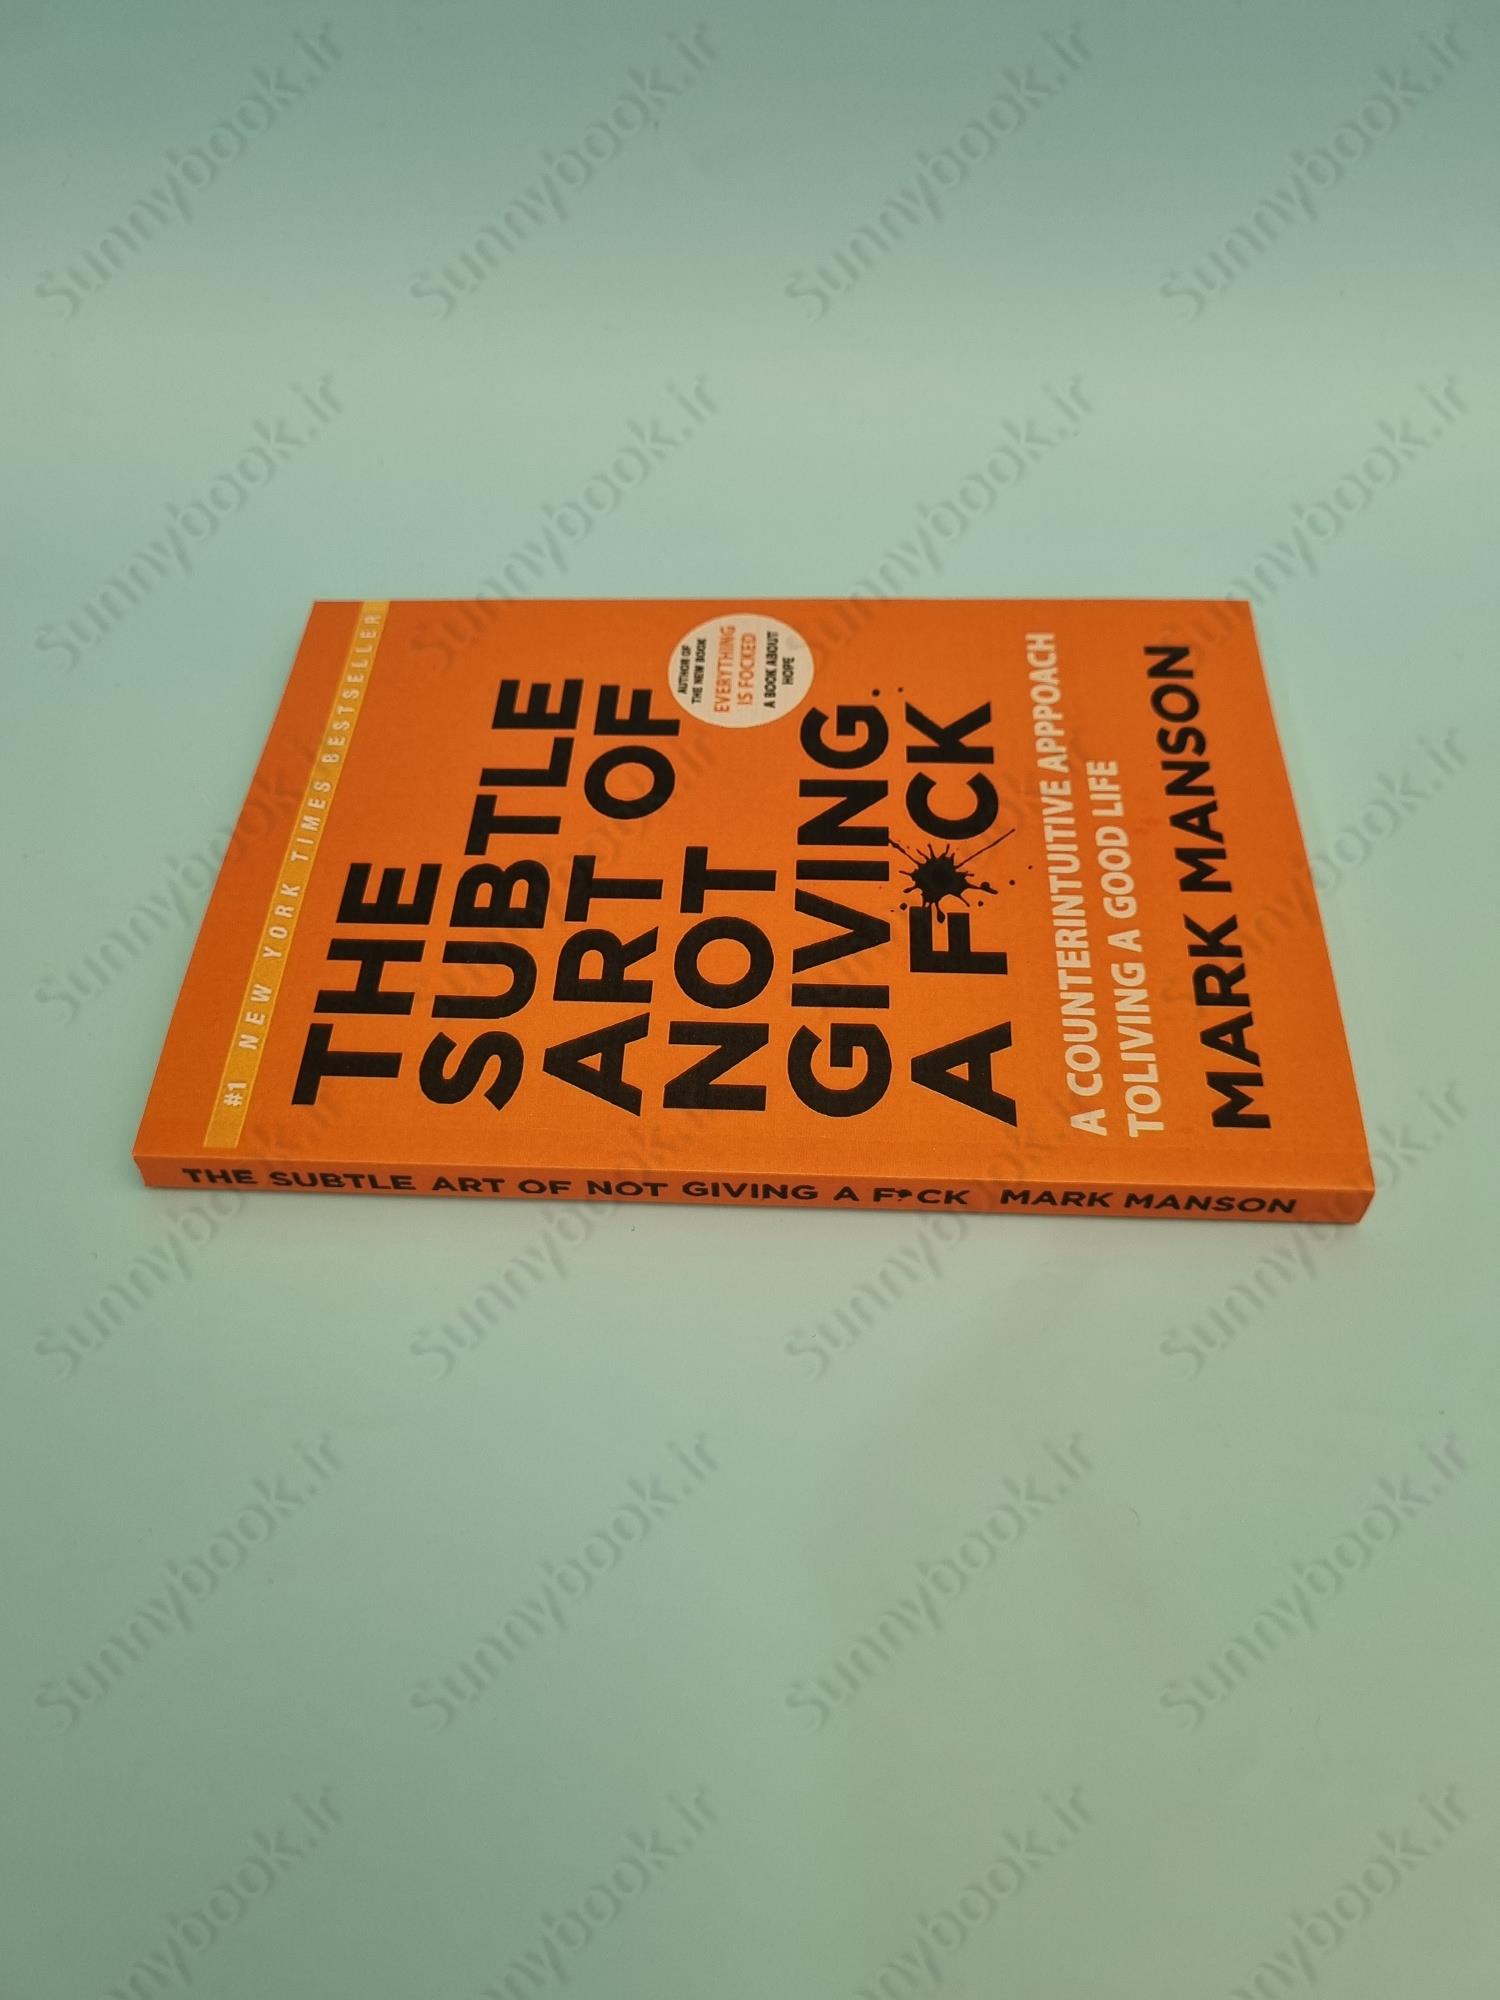 #1 NEW YORK TIMES BESTSELLER
THE
SUBTLE
ART OF
NOT
GIVING
A F CK
AUTHOR OF
THE NEW BOOK
EVERYTHING
IS FOCKED
A BOOK ABOUT
HOPE
A COUNTERINTUITIVE APPPOACH
TOLIVING A GOOD LIFE
MARK MANSON
THE SUBTLE ART OF NOT GIVING A F*CK MARK MANSON
Sunnybook.ir